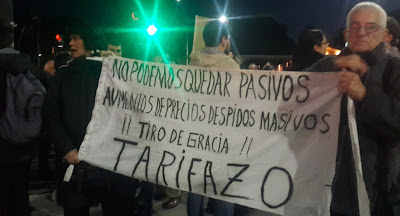 NO PODEMOS QUEDAR PASIVOS
AUMENTOS DE PRECIOS DESPIDOS MASIVOS
!! TIRO DE GRACIA !!
TARIFAZO